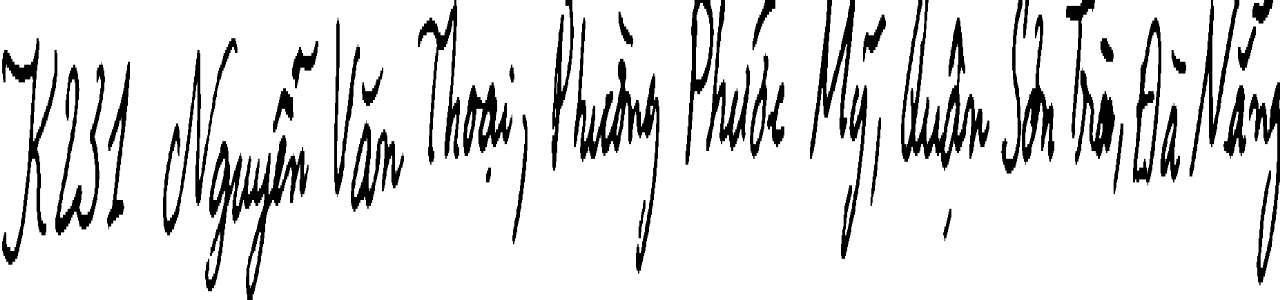 K231 Nguyễn Văn Thoại, Phường Phước Mỹ, Quận Sơn Trà, Đà Nẵng